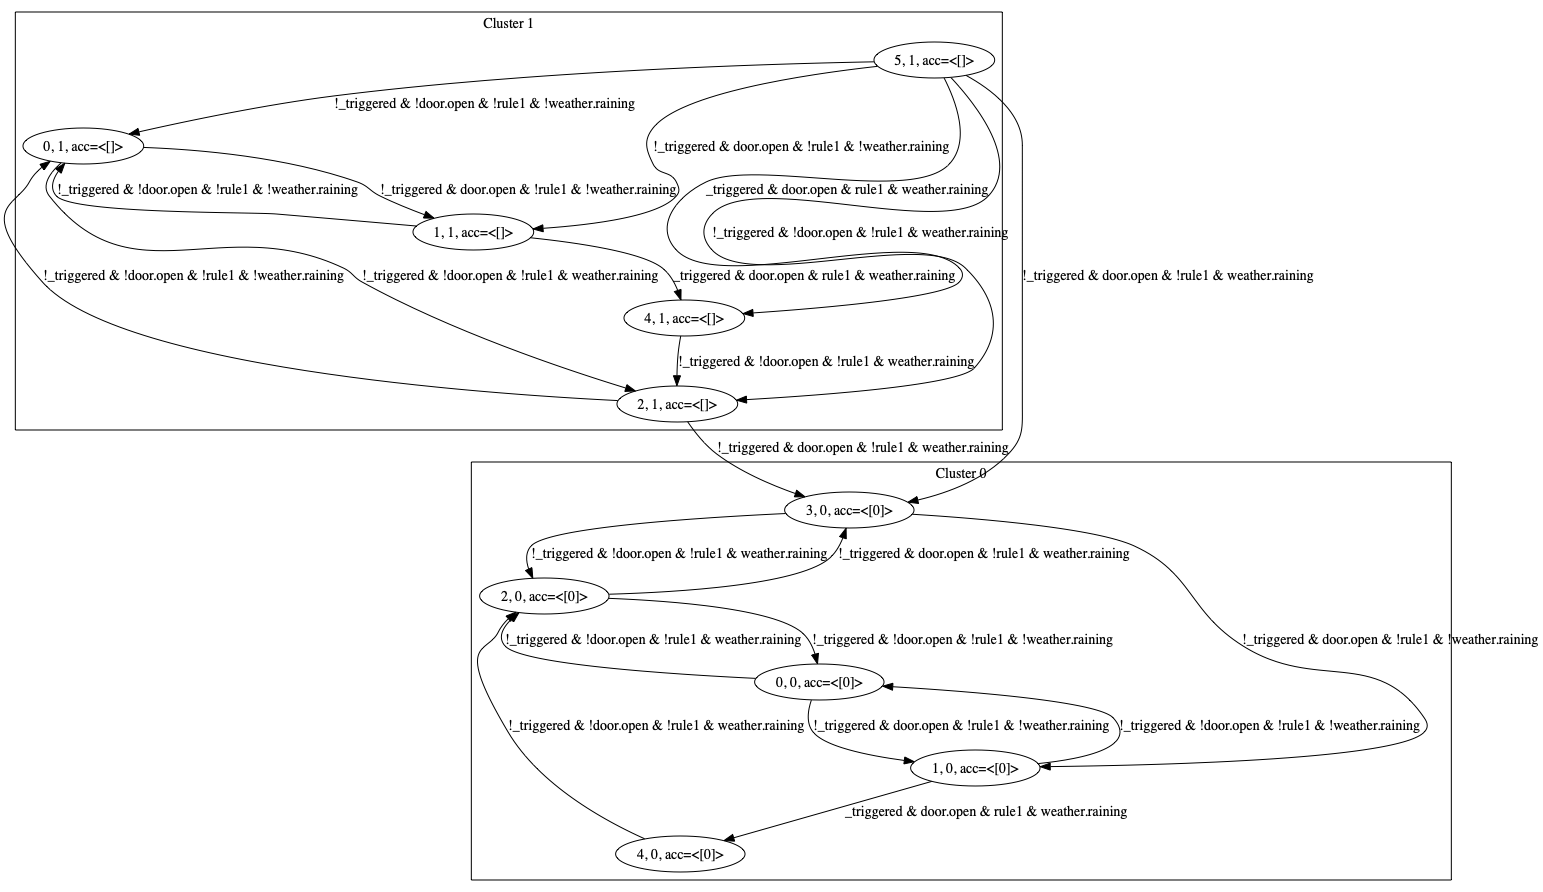 Cluster 1
5, 1, acc=<[]>
!_triggered & !door.open & !rule1 & !weather.raining
0, 1, acc=<[]>
!_triggered & door.open & !rule1 & !weather.raining
!_triggered & !door.open & !rule1 & !weather.raining
!_triggered & door.open & !rule1 & !weather.raining
_triggered & door.open & rule1 & weather.raining
1, 1, acc=<[]>
!_triggered & !door.open & !rule1 & weather.raining
!_triggered & !door.open & !rule1 & !weather.raining
!_triggered & !door.open & !rule1 & weather.raining
_triggered & door.open & rule1 & weather.raining
!_triggered & door.open & !rule1 & weather.raining
4, 1, acc=<[]>
!_triggered & !door.open & !rule1 & weather.raining
2, 1, acc=<[]>
!_triggered & door.open & !rule1 & weather.raining
Cluster 0
3, 0, acc=<[0]>
!_triggered & !door.open & !rule1 & weather.raining
!_triggered & door.open & !rule1 & weather.raining
2, 0, acc=<[0]>
!_triggered & !door.open & !rule1 & weather.raining
!_triggered & !door.open & !rule1 & !weather.raining
!_triggered & door.open & !rule1 & !weather.raining
0, 0, acc=<[0]>
!_triggered & !door.open & !rule1 & weather.raining
!_triggered & door.open & !rule1 & !weather.raining
!_triggered & !door.open & !rule1 & !weather.raining
1, 0, acc=<[0]>
_triggered & door.open & rule1 & weather.raining
4, 0, acc=<[0]>